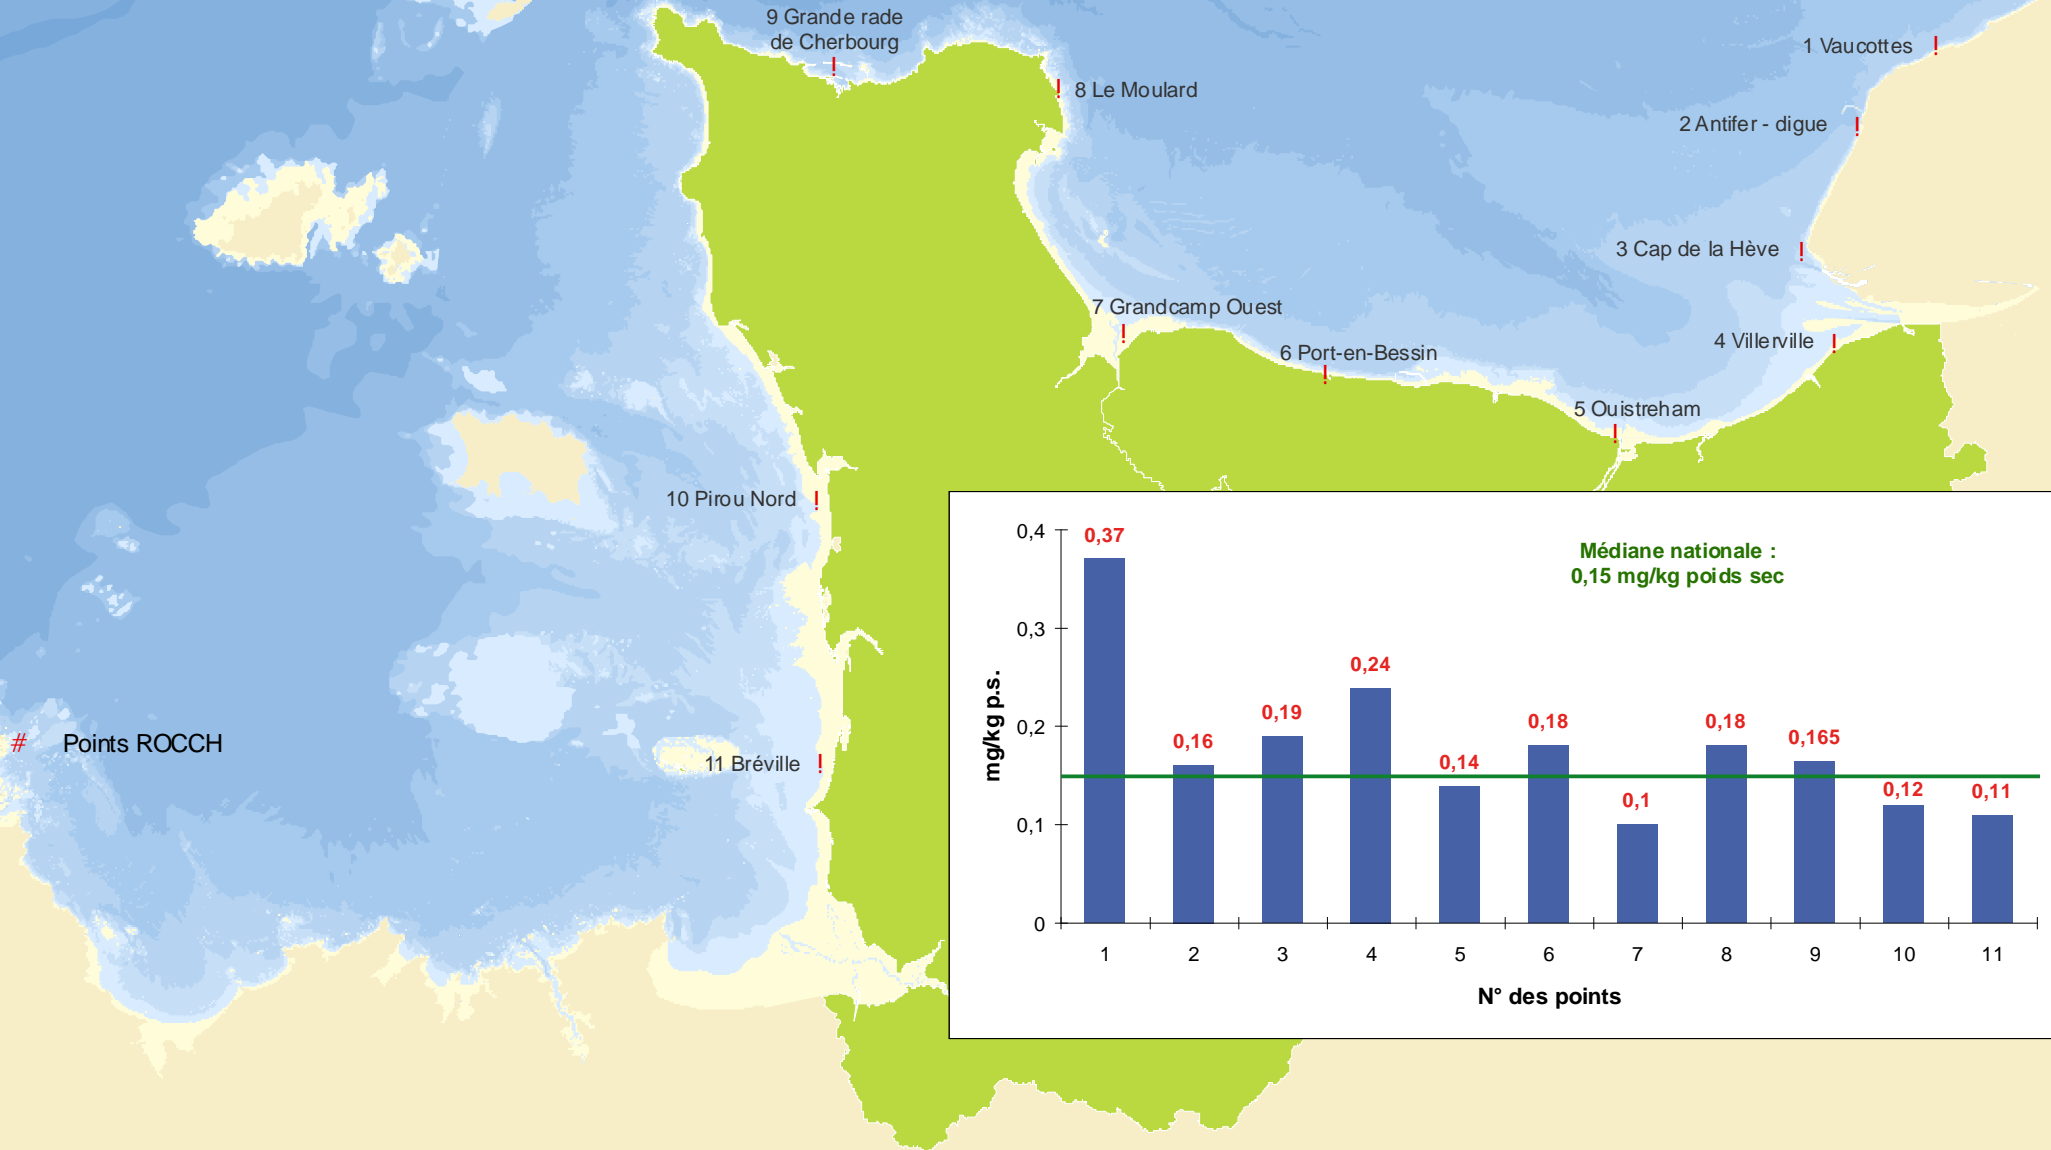 9 Grande rade
de Cherbourg
1 Vaucottes
8 Le Moulard
2 Antifer - digue
3 Cap de la Hève
7 Grandcamp Ouest
4 Villerville
6 Port-en-Bessin
5 Ouistreham
10 Pirou Nord
11 Bréville
# Points ROCCH
Médiane nationale :
0,15 mg/kg poids sec
mg/kg p.s.
0,4
0,3
0,2
0,1
0
0,37
0,16
0,19
0,24
0,14
0,18
0,1
0,18
0,165
0,12
0,11
1 2 3 4 5 6 7 8 9 10 11
N° des points